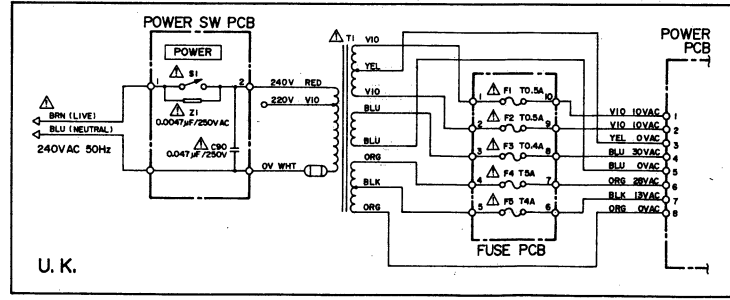 POWER SW PCB
POWER
S1
1
2
Z1
0.0047µF/250VAC
C90
0.047µF/250V
BRN (LIVE)
BLU (NEUTRAL)
240VAC 50Hz
240V RED
220V VIO
0V WHT
T1
VIO
YEL
VIO
BLU
BLU
ORG
BLK
ORG
1 F1 T0.5A 10
2 F2 T0.5A 9
3 F3 T0.4A 8
4 F4 T5A 7
5 F5 T4A 6
FUSE PCB
POWER
PCB
VIO 10VAC 1
VIO 10VAC 2
YEL 0VAC 3
BLU 30VAC 4
BLU 0VAC 5
ORG 26VAC 6
BLK 13VAC 7
ORG 0VAC 8
U. K.